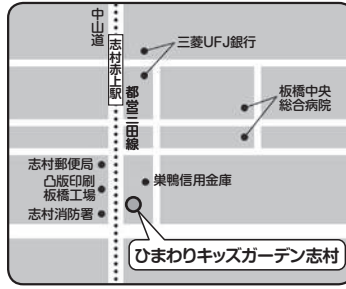 中山道
志村赤上駅
都営三田線
三菱UFJ銀行
板橋中央
総合病院
志村郵便局
凸版印刷
板橋工場
志村消防署
巣鴨信用金庫
ひまわりキッズガーデン志村